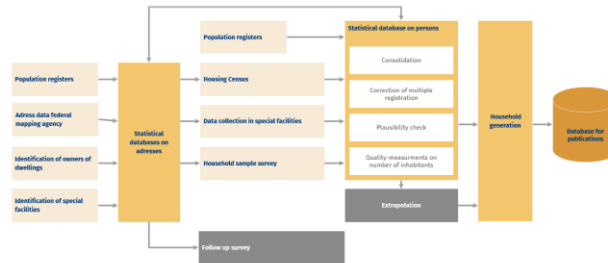 Population registers
Adress data federal
mapping agency
Identification of owners of
dwellings
Identification of special
facilities
Statistical
databases on
adresses
Population registers
Housing Census
Data collection in special facilities
Household sample survey
Follow up survey
Statistical database on persons
Consolidation
Correction of multiple
registration
Plausiblity check
Quality-measurments on
number of inhabitants
Extrapolation
Household
generation
Database for
publications